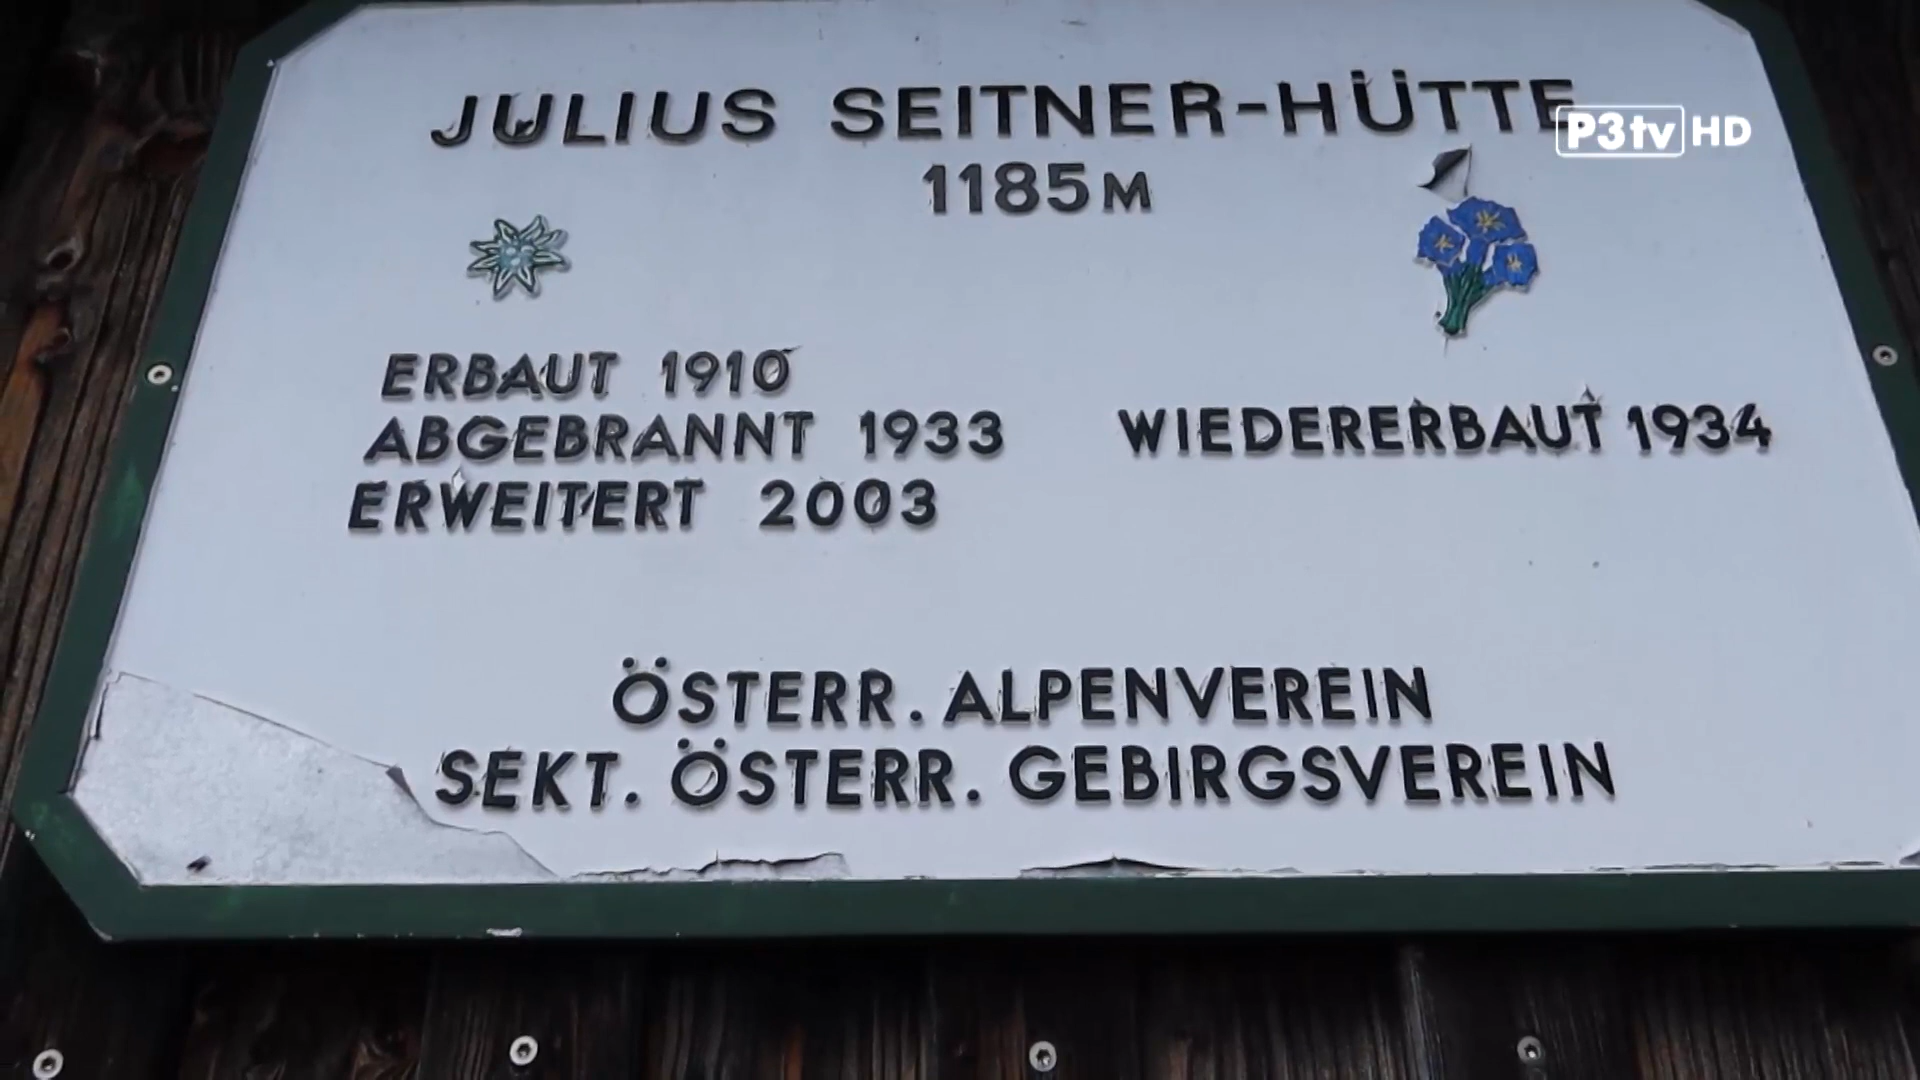 JULIUS SEITNER-HÜTTE
P3tv HD
1185M
ERBAUT 1910
ABGEBRANNT 1933 WIEDERERBAUT 1934
ERWEITERT 2003
ÖSTERR. ALPENVEREIN
SEKT. ÖSTERR. GEBIRGSVEREIN